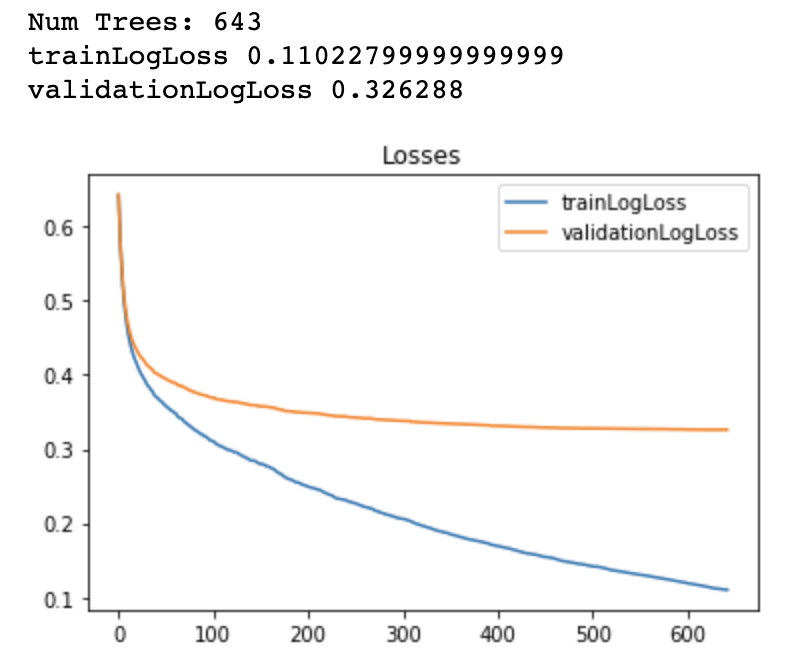 Num Trees: 643
trainLogLoss 0.11022799999999999
validationLogLoss 0.326288
Losses
trainLogLoss
validationLogLoss
0.6
0.5
0.4
0.3
0.2
0.1
0 100 200 300 400 500 600